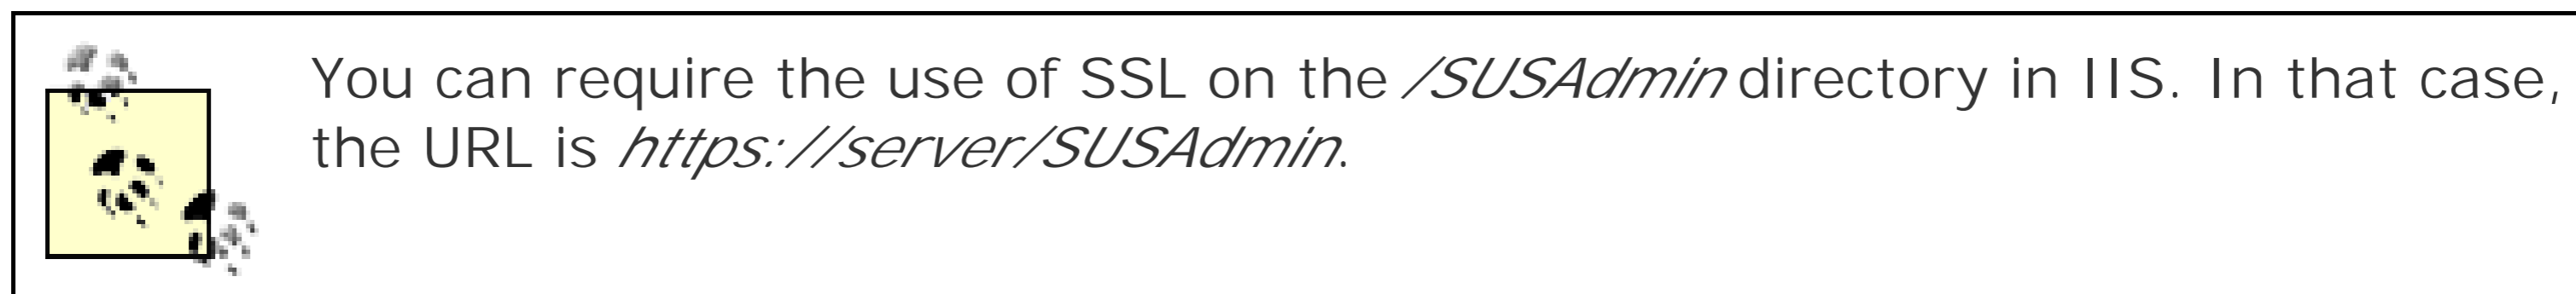 You can require the use of SSL on the /SUSAdmin directory in IIS. In that case,
the URL is https://server/SUSAdmin.